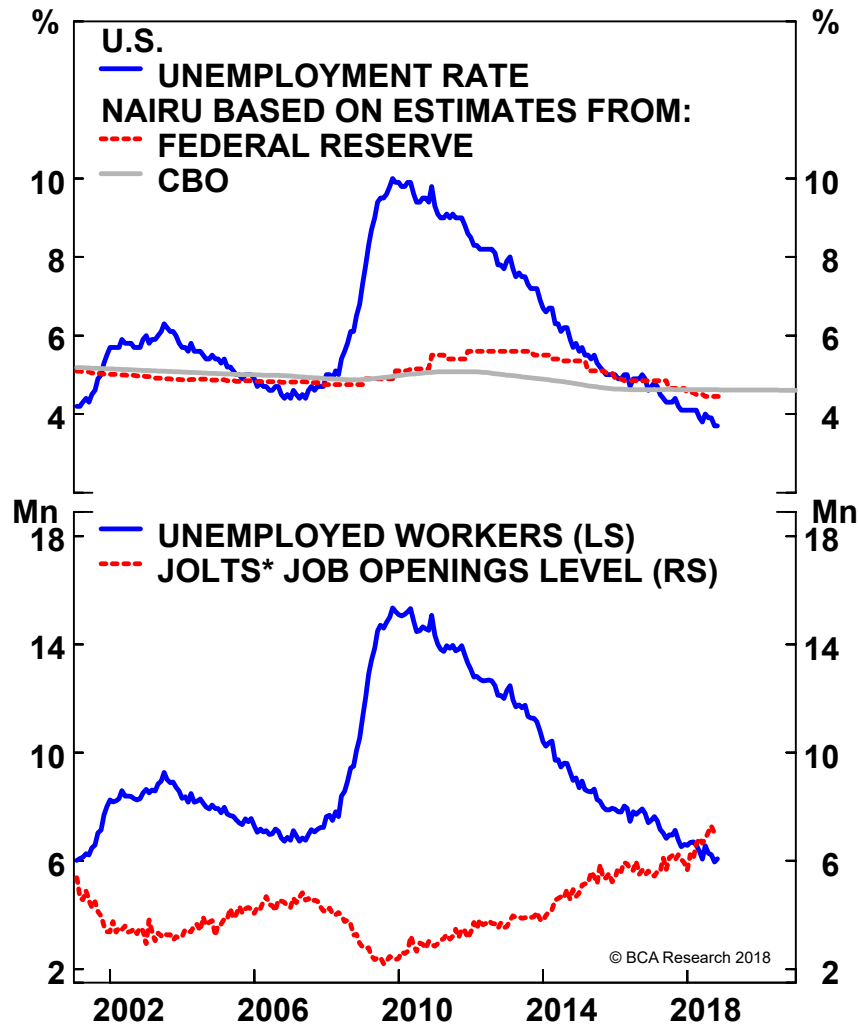 % %
U.S.
UNEMPLOYMENT RATE
NAIRU BASED ON ESTIMATES FROM:
FEDERAL RESERVE
CBO
10 10
8 8
6 6
4 4
Mn Mn
UNEMPLOYED WORKERS (LS)
18 18
JOLTS* JOB OPENINGS LEVEL (RS)
14 14
10 10
6 6
© BCA Research 2018
2 2
2002 2006 2010 2014 2018